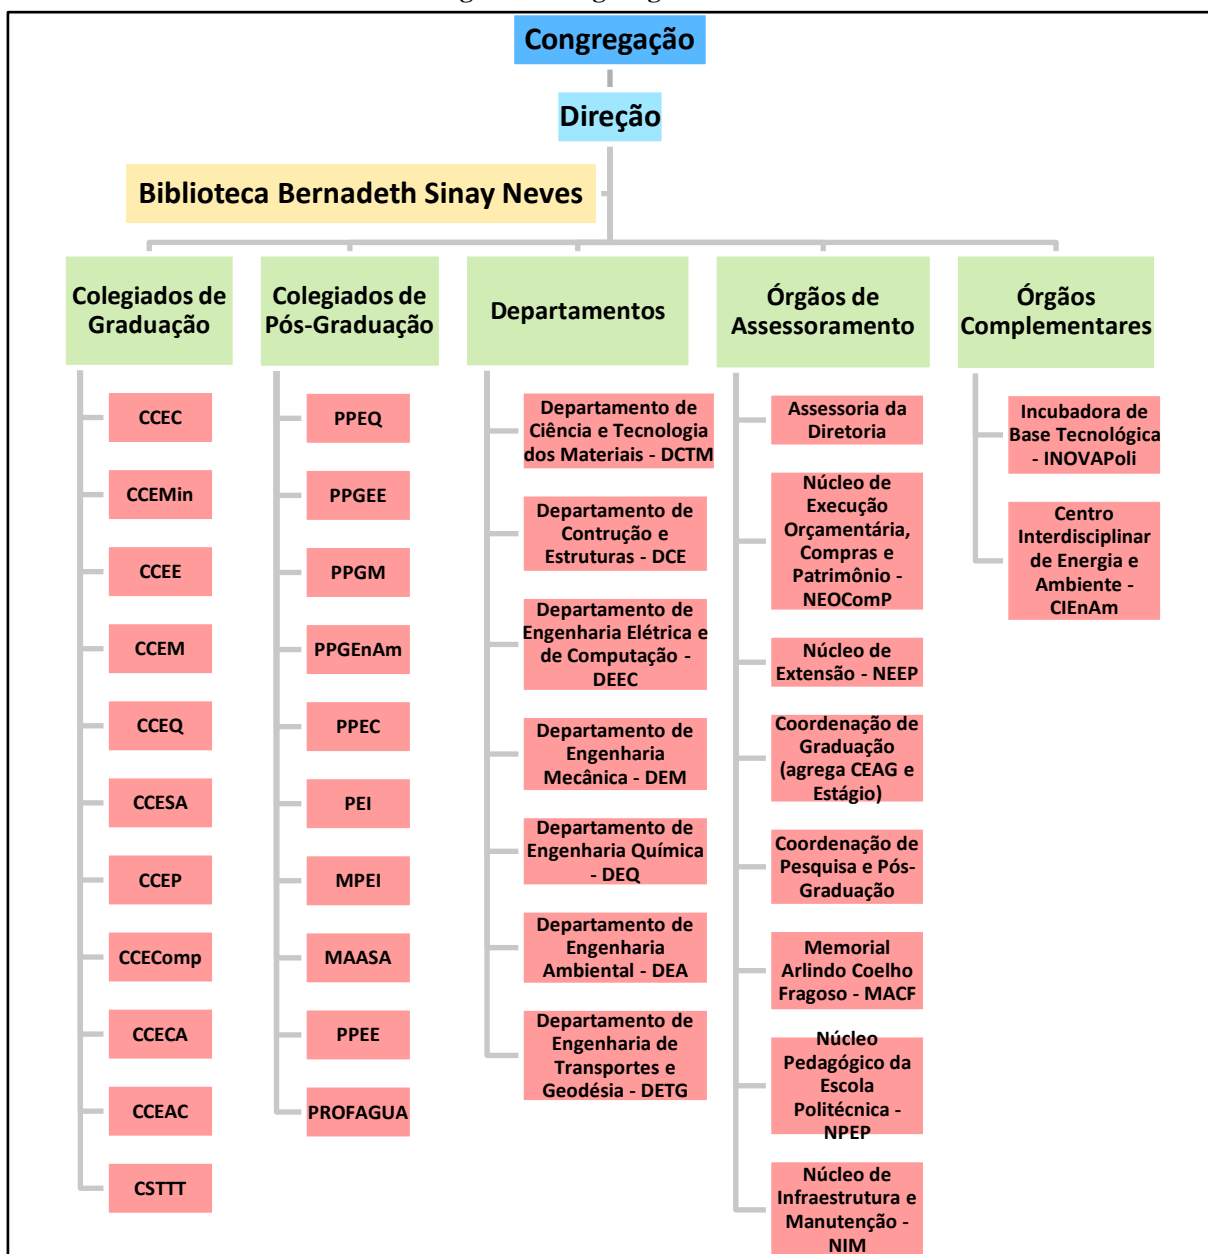 Congregação
Direção
Biblioteca Bernadeth Sinay Neves
Colegiados de
Graduação
CCEC
CCEMin
CCEE
CCEM
CCEQ
CCESA
CCEP
CCEComp
CCECA
CCEAC
CSTTT
Colegiados de
Pós-Graduação
PPEQ
PPGEE
PPGM
PPGEnAm
PPEC
PEI
MPEI
MAASA
PPEE
PROFAGUA
Departamentos
Departamento de
Ciência e Tecnologia
dos Materiais - DCTM
Departamento de
Contrução e
Estruturas - DCE
Departamento de
Engenharia Elétrica e
de Computação -
DEEC
Departamento de
Engenharia
Mecânica - DEM
Departamento de
Engenharia Química
- DEQ
Departamento de
Engenharia
Ambiental - DEA
Departamento de
Engenharia de
Transportes e
Geodésia - DETG
Órgãos de
Assessoramento
Assessoria da
Diretoria
Núcleo de
Execução
Orçamentária,
Compras e
Patrimônio -
NEOComP
Núcleo de
Extensão - NEEP
Coordenação de
Graduação
(agrega CEAG e
Estágio)
Coordenação de
Pesquisa e Pós-
Graduação
Memorial
Arlindo Coelho
Fragoso - MACF
Núcleo
Pedagógico da
Escola
Politécnica -
NPEP
Núcleo de
Infraestrutura e
Manutenção -
NIM
Órgãos
Complementares
Incubadora de
Base Tecnológica
- INOVAPoli
Centro
Interdisciplinar
de Energia e
Ambiente -
CIEnAm